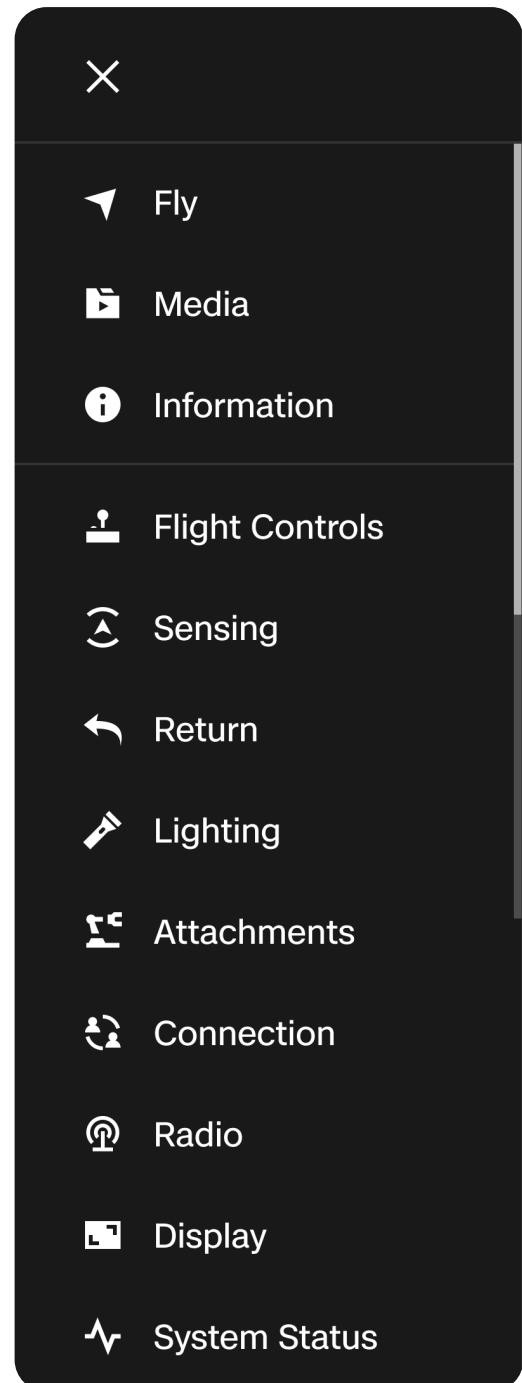 Fly
Media
Information
Flight Controls
Sensing
Return
Lighting
Attachments
Connection
Radio
Display
System Status